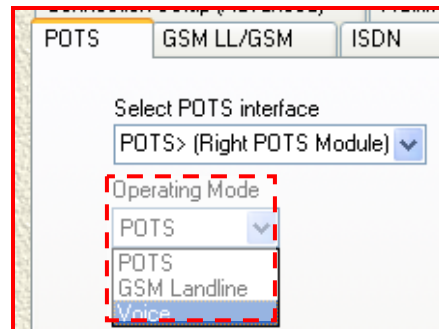 POTS GSM LL/GSM ISDN
Select POTS interface
POTS> (Right POTS Module)
Operating Mode
POTS
POTS
GSM Landline
Voice